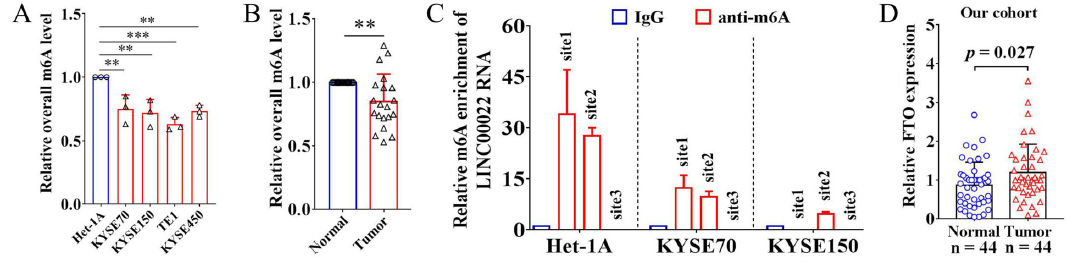 A
Relative overall m6A level
1.5
1.0
0.5
0.0
**
***
**
**
Het-1A
KYSE70
KYSE150
TE1
KYSE450
B
Relative overall m6A level
1.5
1.0
0.5
0.0
**
Normal
Tumor
C
Relative m6A enrichment of
LINC00022 RNA
60
45
30
15
0
IgG
anti-m6A
site1
site2
site3
site1
site2
site3
site1
site2
site3
Het-1A
KYSE70
KYSE150
D
Our cohort
Relative FTO expression
5
4
3
2
1
0
p = 0.027
Normal Tumor
n = 44 n = 44